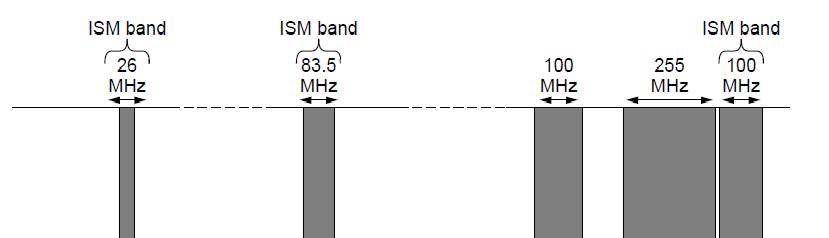 ISM band
ISM band
ISM band
26
MHz
83.5
MHz
100
MHz
255
MHz
100
MHz